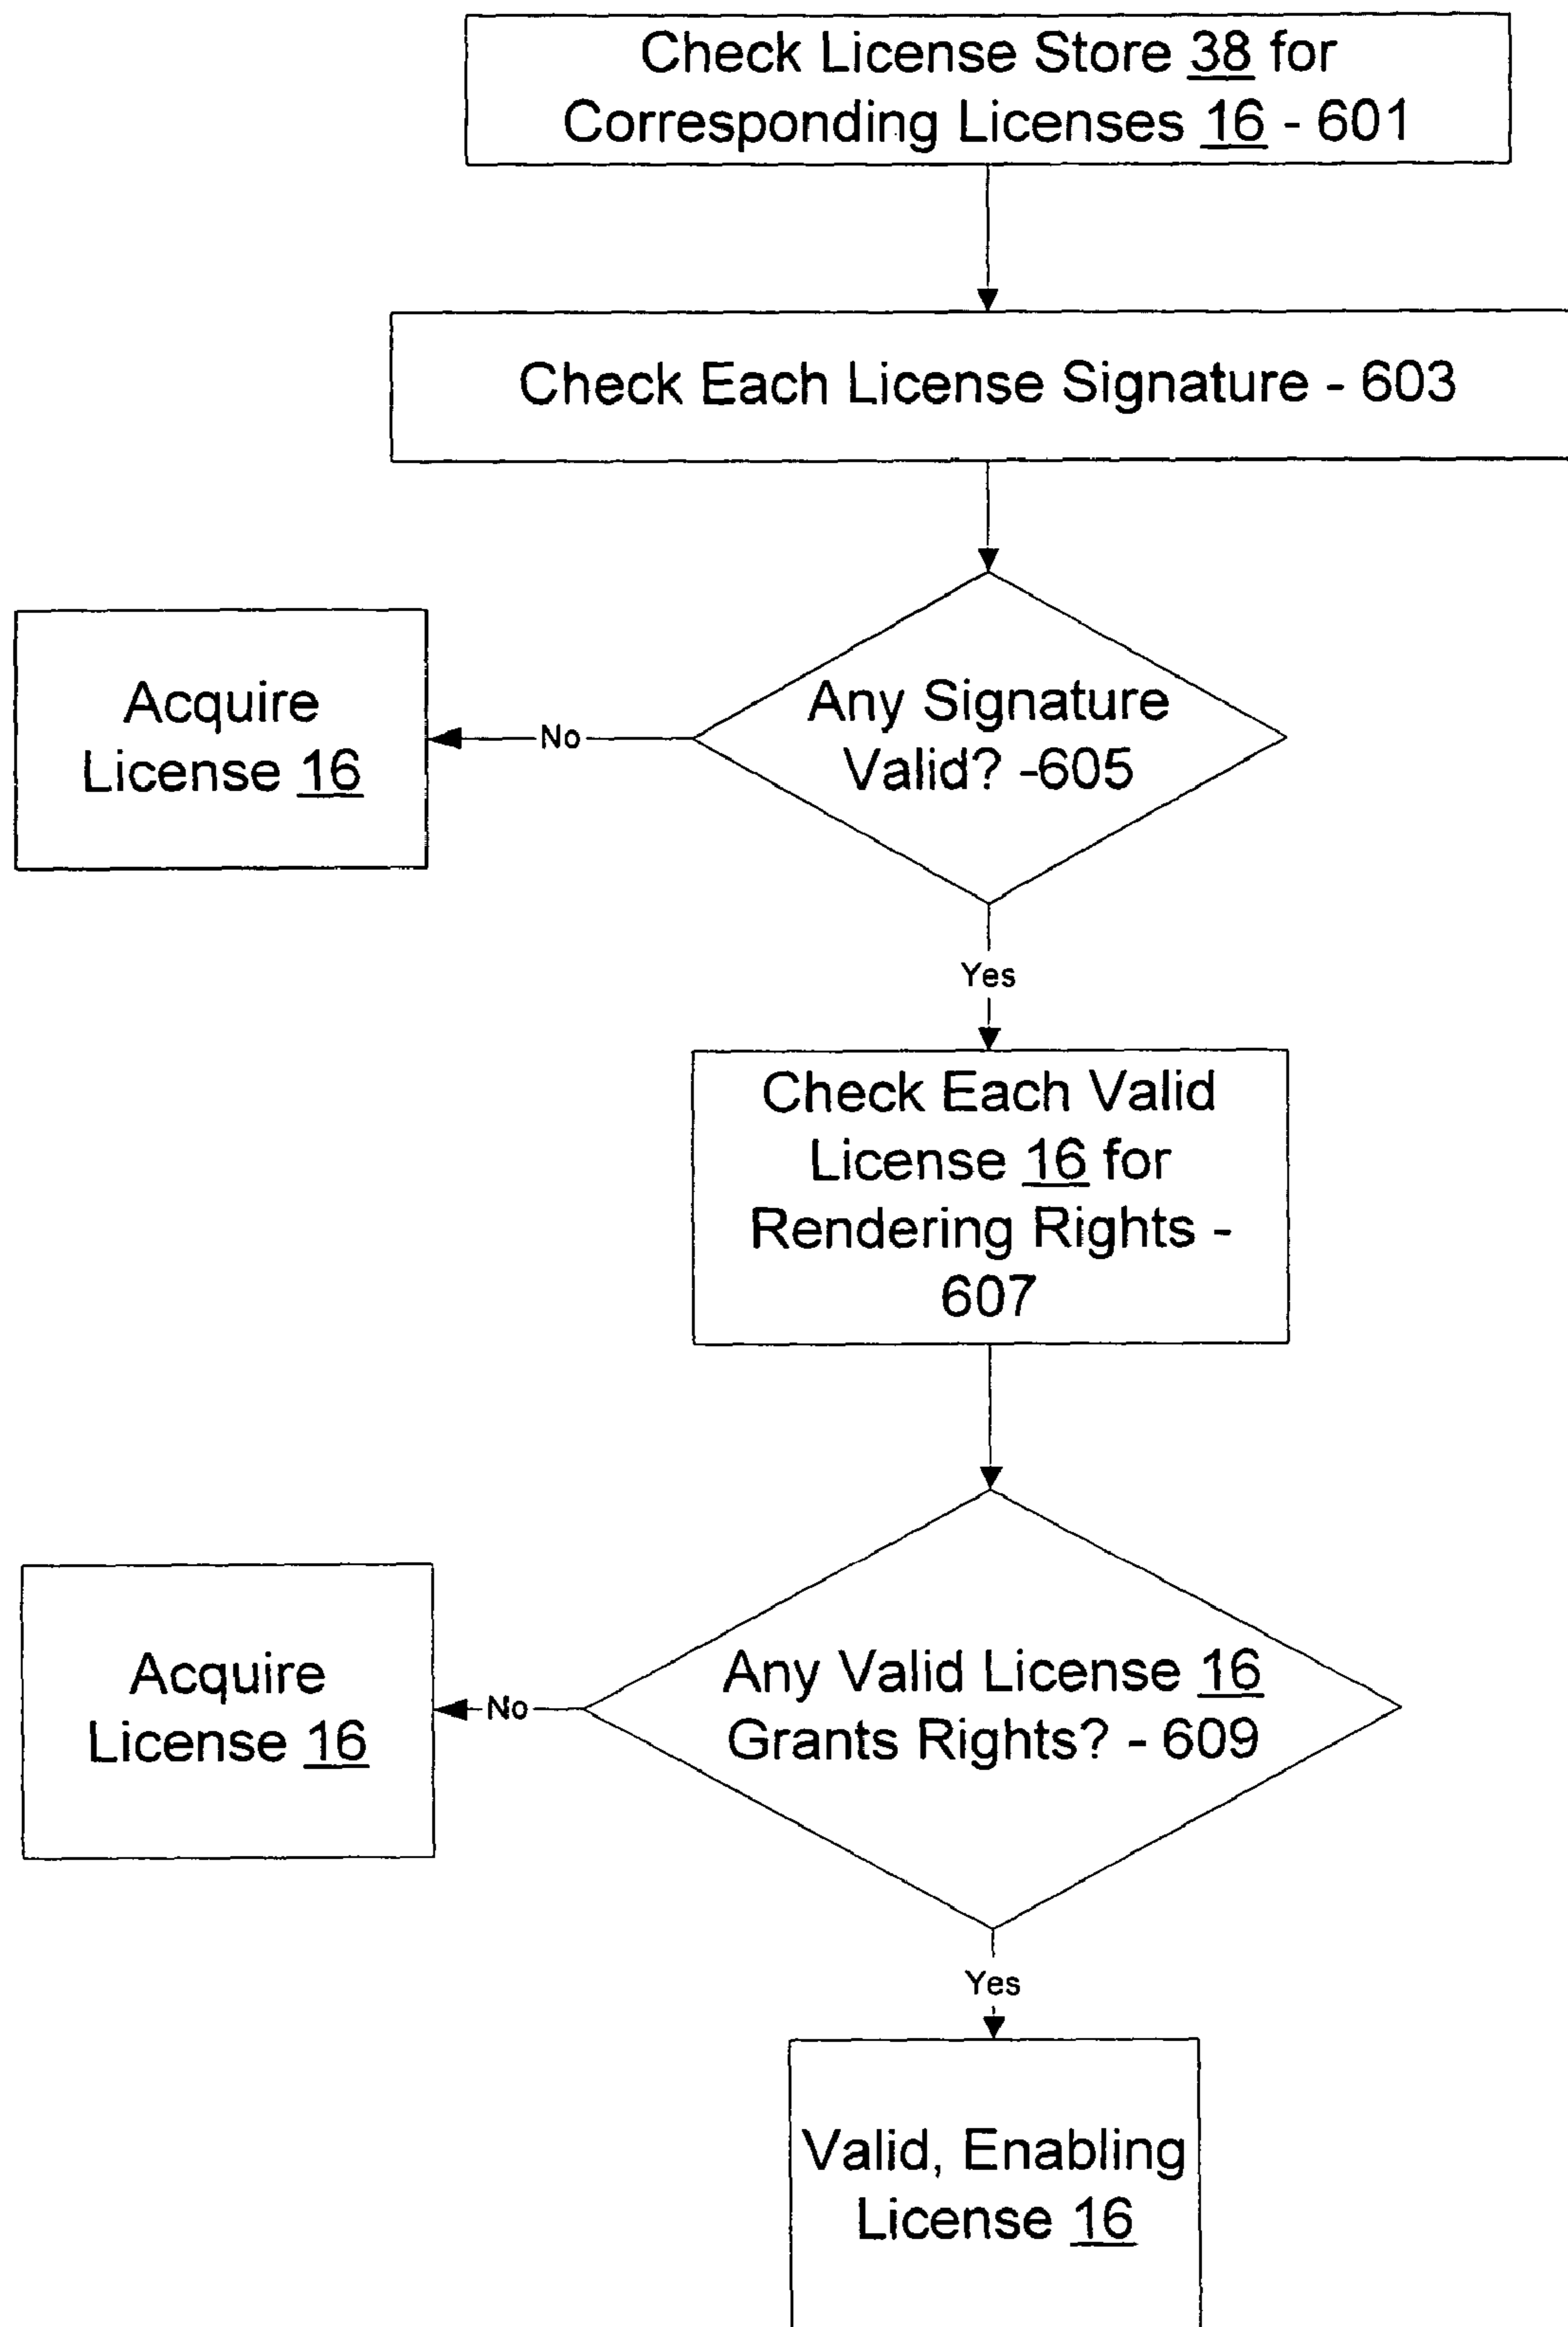 Check License Store 38 for
Corresponding Licenses 16 - 601
Check Each License Signature - 603
Any Signature
Valid? -605
Acquire
License 16
No
Yes
Check Each Valid
License 16 for
Rendering Rights -
607
Any Valid License 16
Grants Rights? - 609
Acquire
License 16
No
Yes
Valid, Enabling
License 16